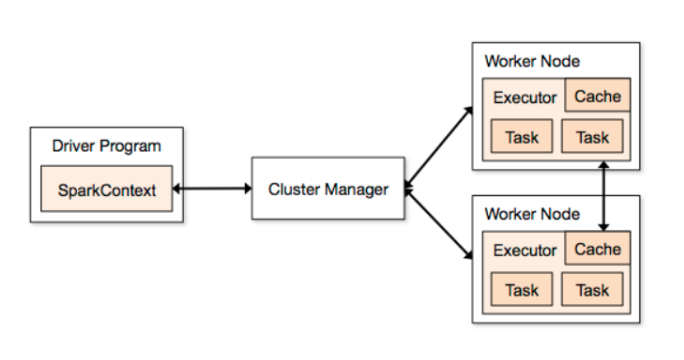 Driver Program
SparkContext
Cluster Manager
Worker Node
Executor
Cache
Task
Task
Worker Node
Executor
Cache
Task
Task